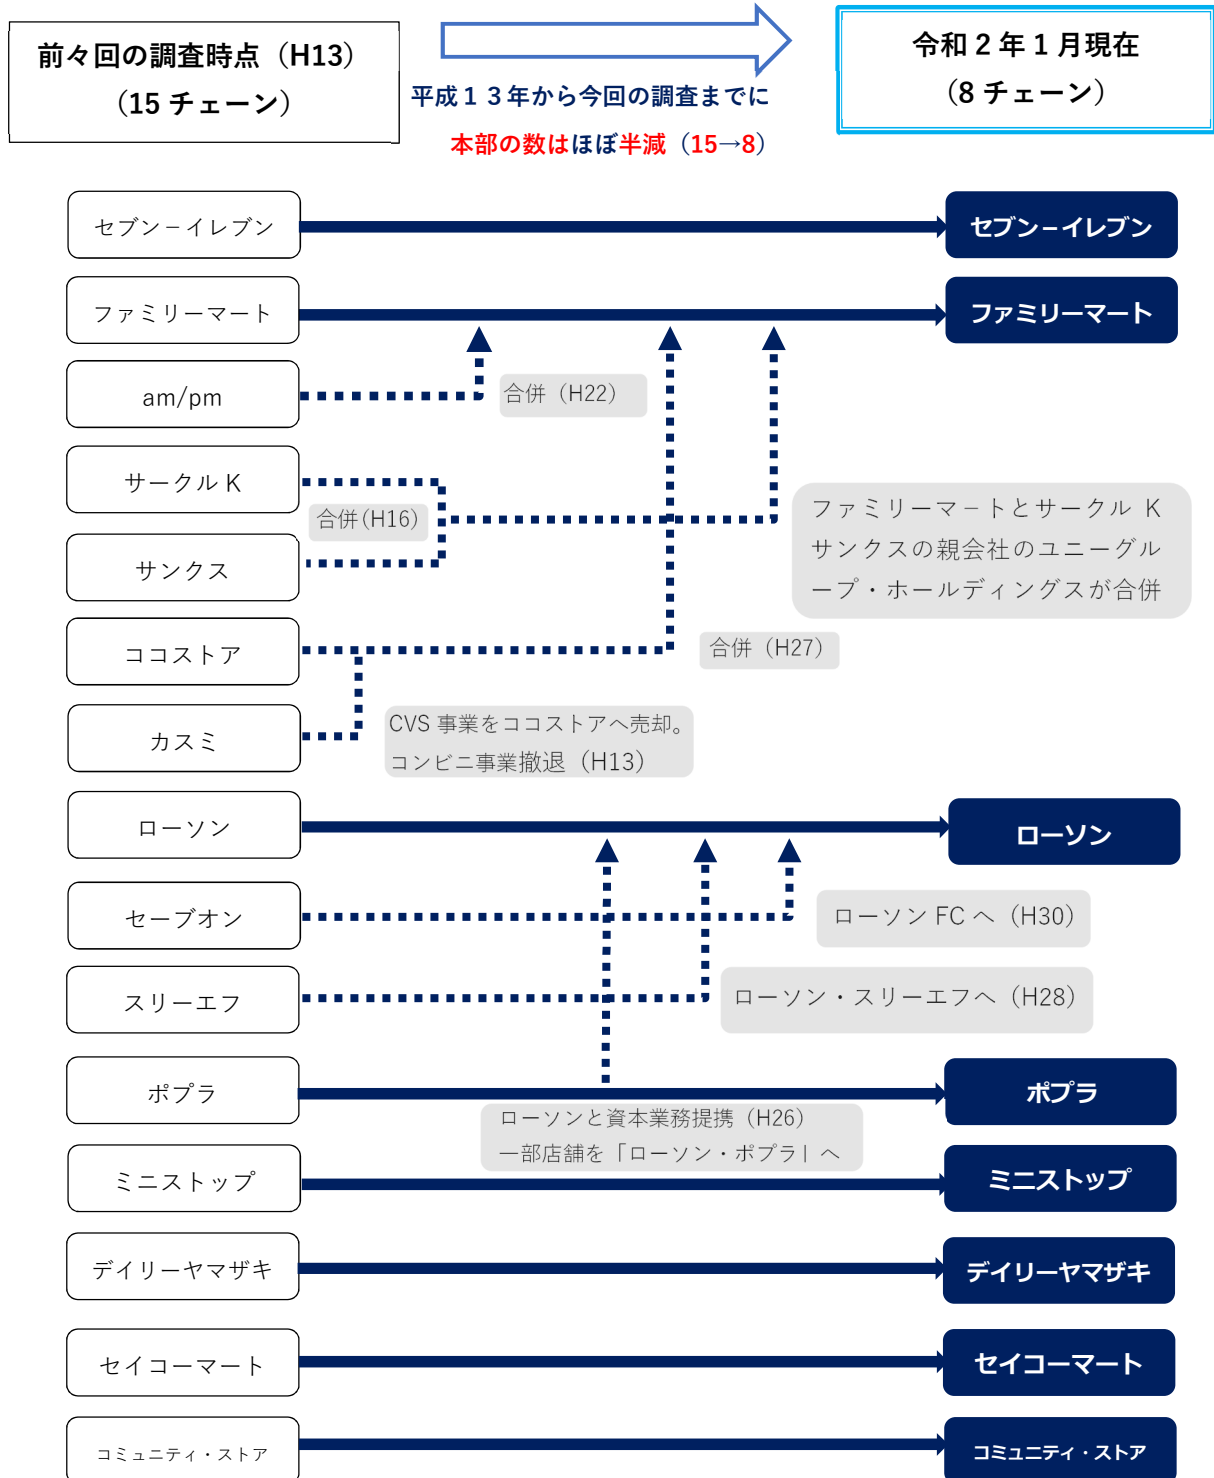 前々回の調査時点（H13）
（15 チェーン）
平成１３年から今回の調査までに
本部の数はほぼ半減（15→8）
令和 2 年 1 月現在
（8 チェーン）
セブン－イレブン
セブン－イレブン
ファミリーマート
ファミリーマート
am/pm
合併（H22）
サークル K
合併(H16)
サンクス
ファミリーマ－トとサークル K
サンクスの親会社のユニーグル
ープ・ホールディングスが合併
ココストア
合併（H27）
カスミ
CVS 事業をココストアへ売却。
コンビニ事業撤退（H13）
ローソン
ローソン
セーブオン
ローソン FC へ（H30）
スリーエフ
ローソン・スリーエフへ（H28）
ポプラ
ポプラ
ローソンと資本業務提携（H26）
一部店舗を「ローソン・ポプラ」へ
ミニストップ
ミニストップ
デイリーヤマザキ
デイリーヤマザキ
セイコーマート
セイコーマート
コミュニティ・ストア
コミュニティ・ストア